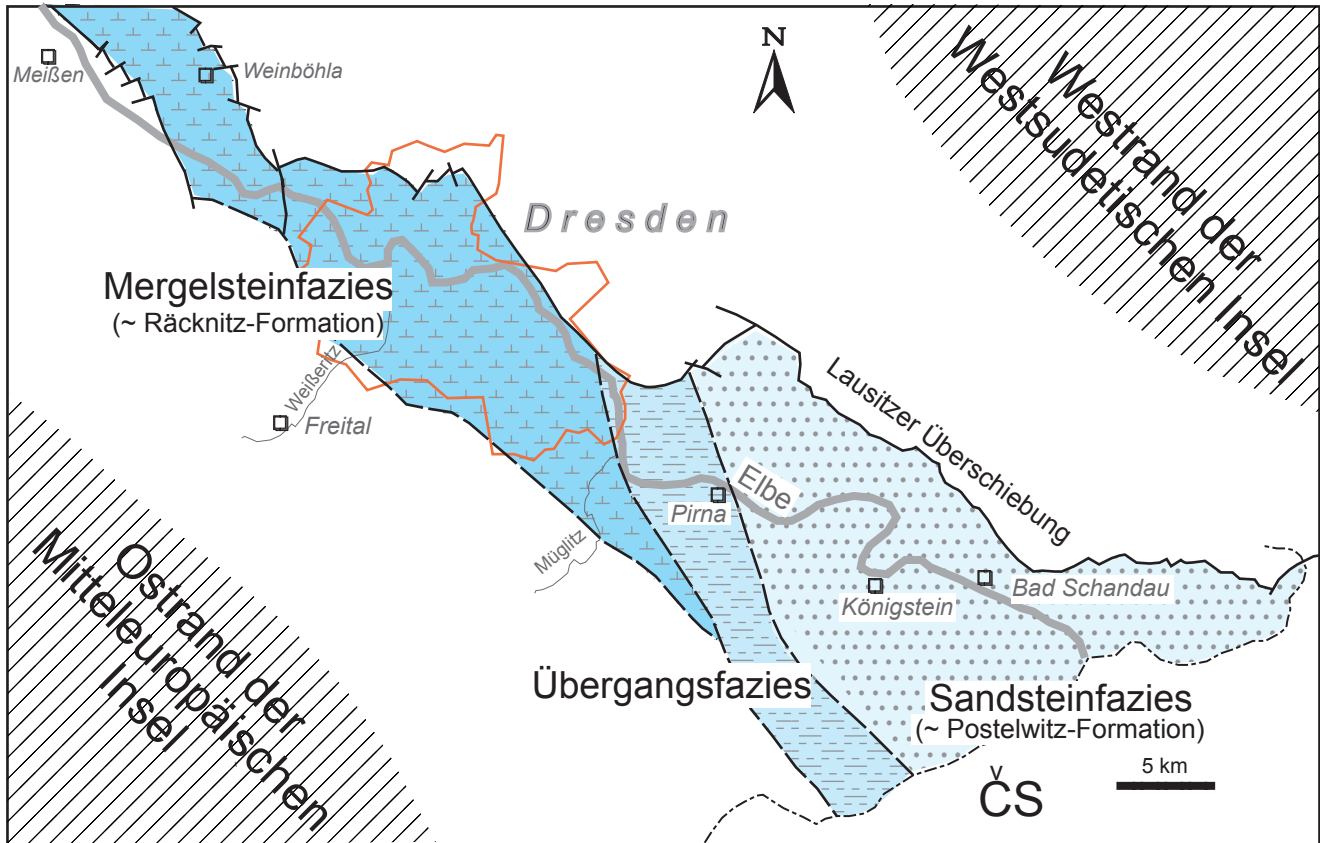 N
Meißen
Weinböhla
Westrand der
Westsudetischen Insel
Dresden
Mergelsteinfazies
(~ Räcknitz-Formation)
Weißeritz
Freital
Lausitzer Überschiebung
Elbe
Pirna
Müglitz
Königstein
Bad Schandau
Ostrand der
Mitteleuropäischen
Insel
Übergangsfazies
Sandsteinfazies
(~ Postelwitz-Formation)
ČS
5 km